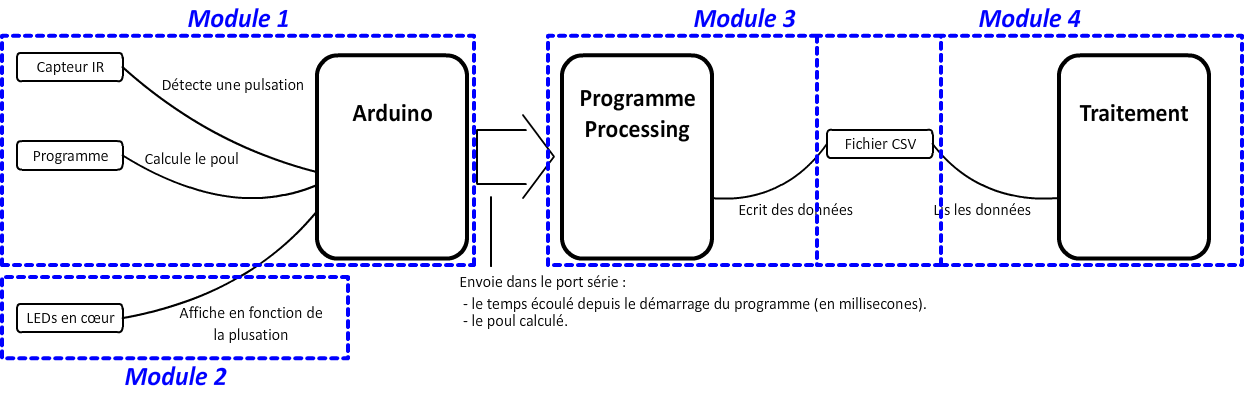 Module 1
Module 3
Module 4
Capteur IR
Détecte une pulsation
Arduino
Programme
Calcule le poul
Programme
Processing
Fichier CSV
Traitement
Ecrit des données
Lis les données
Envoie dans le port série :
- le temps écoulé depuis le démarrage du programme (en millisecones).
- le poul calculé.
LEDs en cœur
Affiche en fonction de
la plusation
Module 2